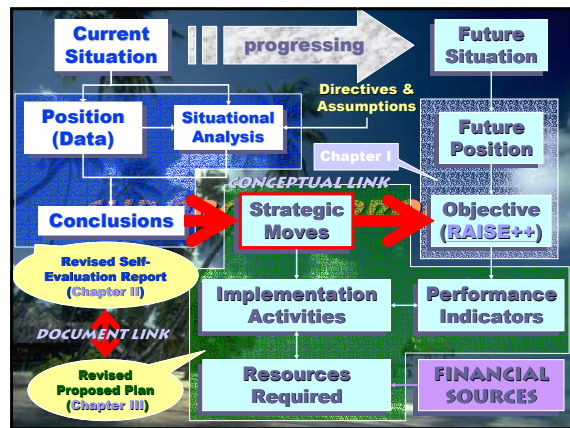 Current
Situation
progressing
Future
Situation
Directives &
Assumptions
Position
(Data)
Situational
Analysis
Future
Position
Chapter I
CONCEPTUAL LINK
Conclusions
Strategic
Moves
Objective
(RAISE++)
Revised Self-
Evaluation Report
(Chapter II)
Implementation
Activities
Performance
Indicators
DOCUMENT LINK
Revised
Proposed Plan
(Chapter III)
Resources
Required
FINANCIAL
SOURCES